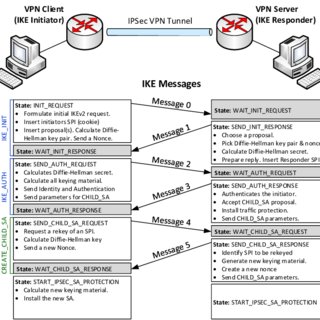 VPN Client
(IKE Initiator)
IPSec VPN Tunnel
VPN Server
(IKE Responder)
IKE Messages
IKE_INIT
State: INIT_REQUEST
• Formulate initial IKEv2 request.
• Insert initiators SPI (cookie)
• Insert proposal(s). Calculate Diffie-
Hellman key. Send a Nonce.
State: WAIT_INIT_RESPONSE
IKE_AUTH
State: SEND_AUTH_REQUEST
• Calculates Diffie-Hellman secret.
• Calculate all keying material.
• Send Identity and Authentication
• Send parameters for CHILD_SA
State: WAIT_AUTH_RESPONSE
CREATE_CHILD_SA
State: SEND_CHILD_SA_REQUEST
• Request a rekey of an SPI.
• Calculate Diffie-Hellman key
• Send a new Nonce.
State: WAIT_CHILD_SA_RESPONSE
State: START_IPSEC_SA_PROTECTION
• Calculate new keying material.
• Install the new SA.
Message 0
Message 1
Message 2
Message 3
Message 4
Message 5
State: WAIT_INIT_REQUEST
State: SEND_INIT_RESPONSE
• Choose a proposal.
• Pick Diffie-Hellman key pair & nonce
• Calculate Diffie-Hellman secret.
• Prepare reply. Insert Responder SPI
State: WAIT_AUTH_REQUEST
State: SEND_AUTH_RESPONSE
• Authenticates the initiator.
• Accept CHILD_SA proposal.
• Install traffic protection.
• Send CHILD_SA parameters.
State: WAIT_CHILD_SA_REQUEST
State: SEND_CHILD_SA_RESPONSE
• Identify SPI to be rekeyed
• Generate new keying material.
• Create a new nonce
• Send CHILD_SA parameters.
State: START_IPSEC_SA_PROTECTION